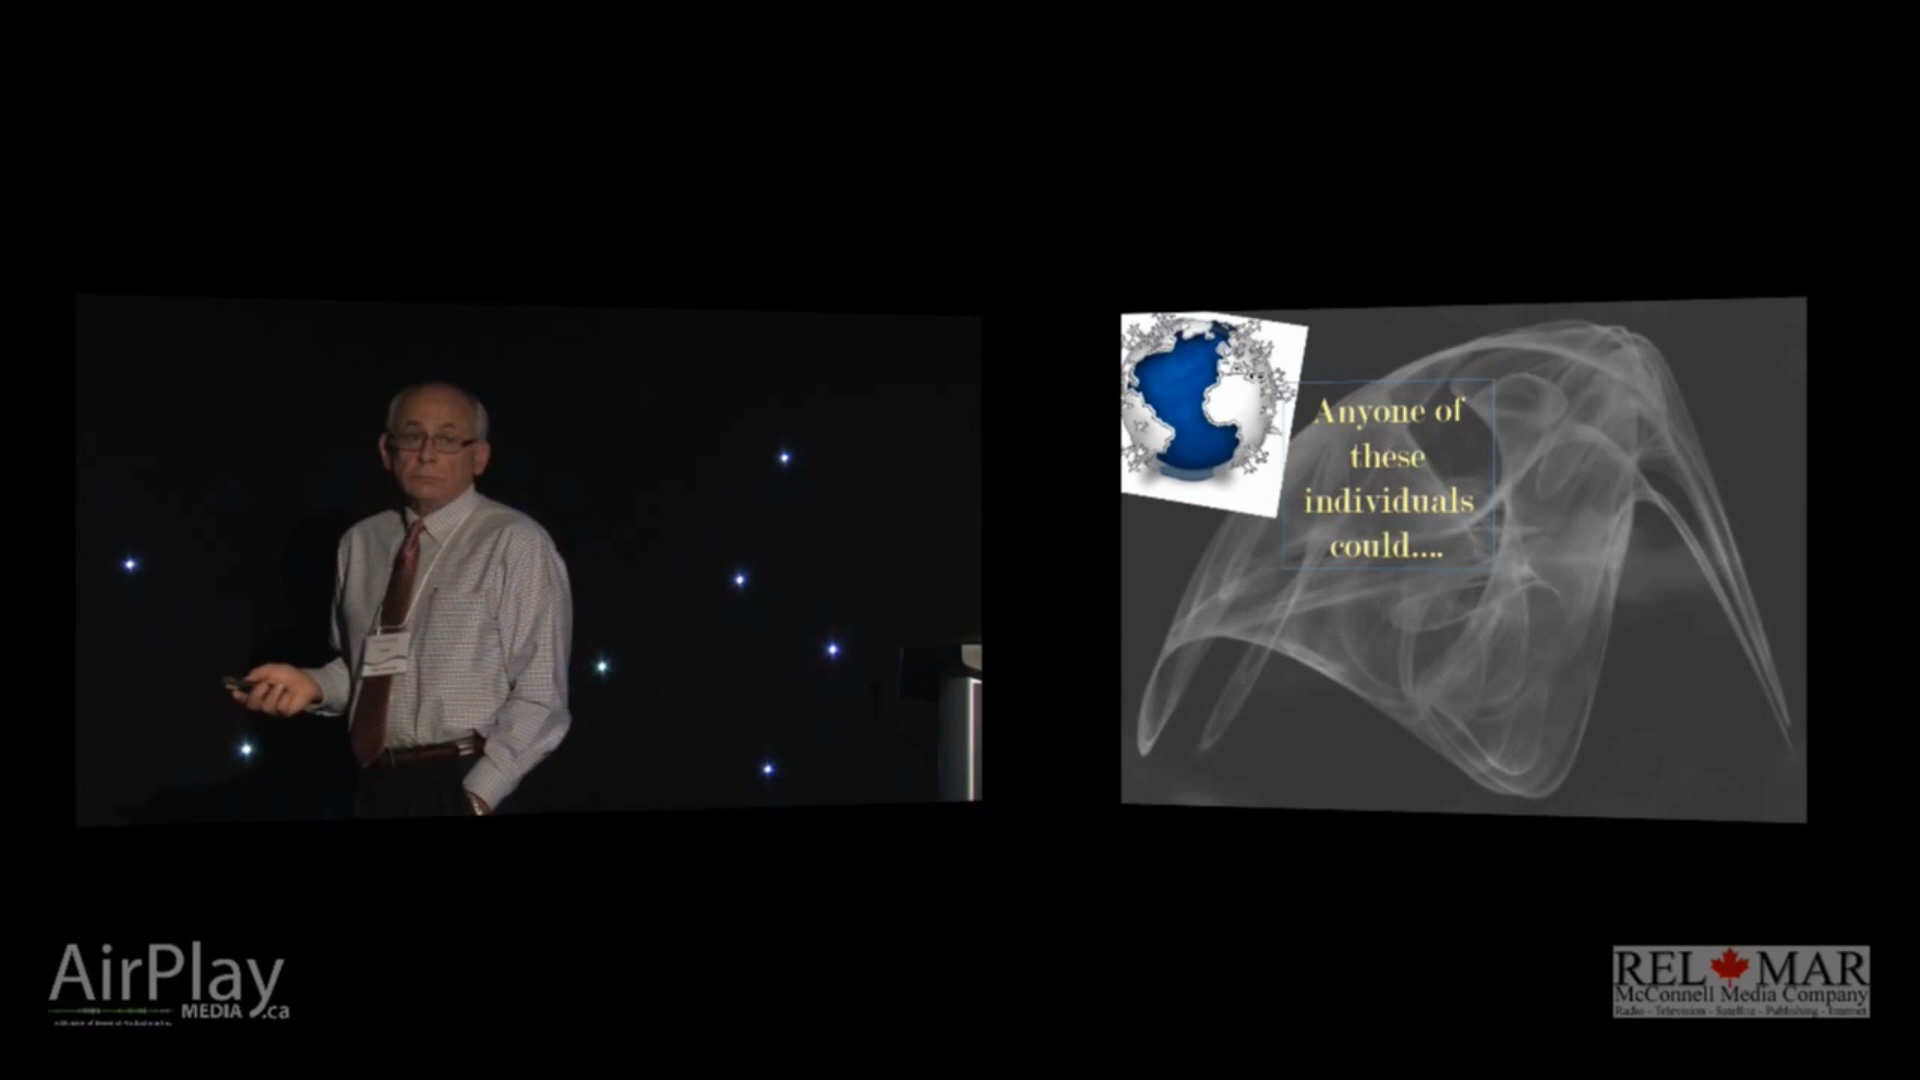 Anyone of
these
individuals
could....
AirPlay
MEDIA.ca
REL MAR
McConnell Media Company
Radio - Television - Satellite - Publishing - Internet